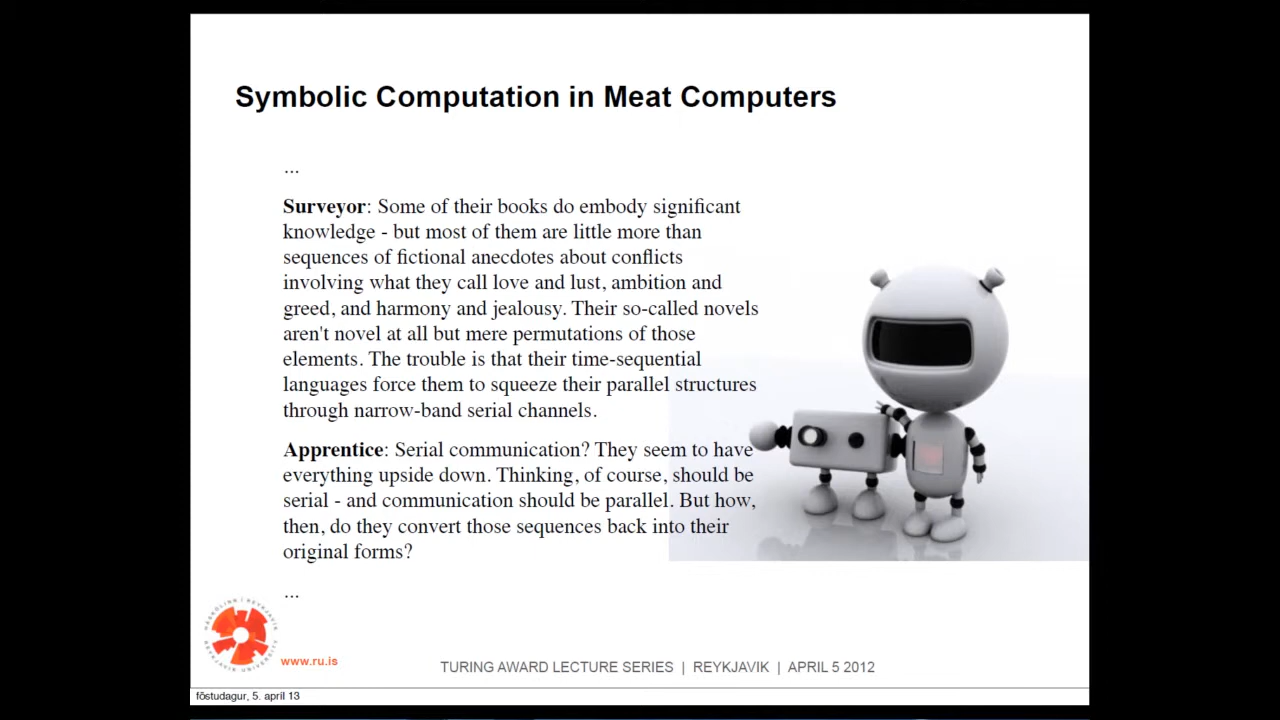 Symbolic Computation in Meat Computers
...
Surveyor: Some of their books do embody significant
knowledge - but most of them are little more than
sequences of fictional anecdotes about conflicts
involving what they call love and lust, ambition and
greed, and harmony and jealousy. Their so-called novels
aren't novel at all but mere permutations of those
elements. The trouble is that their time-sequential
languages force them to squeeze their parallel structures
through narrow-band serial channels.
Apprentice: Serial communication? They seem to have
everything upside down. Thinking, of course, should be
serial - and communication should be parallel. But how,
then, do they convert those sequences back into their
original forms?
...
HÁSKÓLINN Í REYKJAVÍK
REYKJAVIK UNIVERSITY
www.ru.is
TURING AWARD LECTURE SERIES | REYKJAVIK | APRIL 5 2012
föstudagur, 5. apríl 13